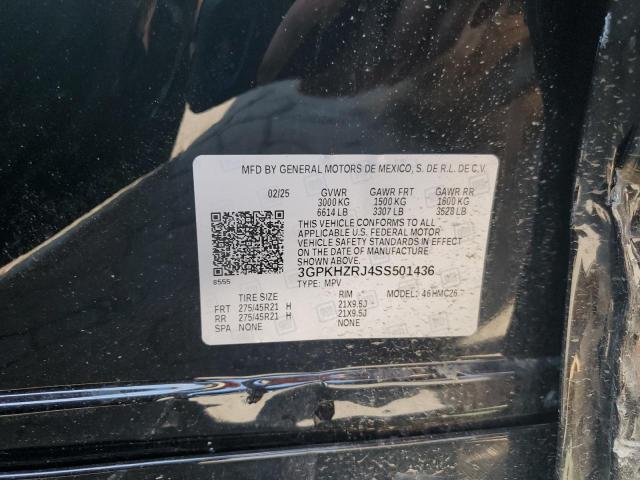 MFD BY GENERAL MOTORS DE MEXICO, S. DE R.L. DE C.V.
02/25 GVWR GAWR FRT GAWR RR
3000 KG 1500 KG 1600 KG
6614 LB 3307 LB 3528 LB
THIS VEHICLE CONFORMS TO ALL
APPLICABLE U.S. FEDERAL MOTOR
VEHICLE SAFETY STANDARDS IN EFFECT
ON THE DATE OF MANUFACTURE
SHOWN ABOVE.
3GPKHZRJ4SS501436
8555
TYPE: MPV MODEL: 46HMC26
TIRE SIZE RIM
FRT 275/45R21 H 21X9.5J
RR 275/45R21 H 21X9.5J
SPA NONE NONE